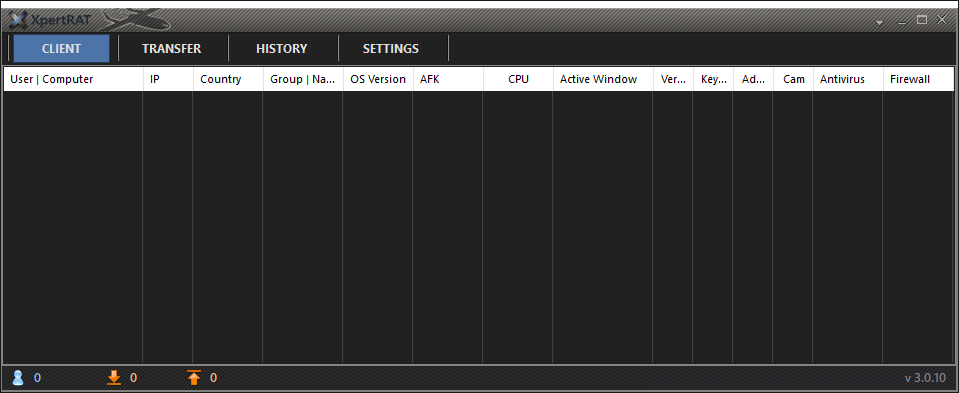 XpertRAT
CLIENT TRANSFER HISTORY SETTINGS
User | Computer IP Country Group | Na... OS Version AFK CPU Active Window Ver... Key... Ad... Cam Antivirus Firewall
0 0 0 v 3.0.10